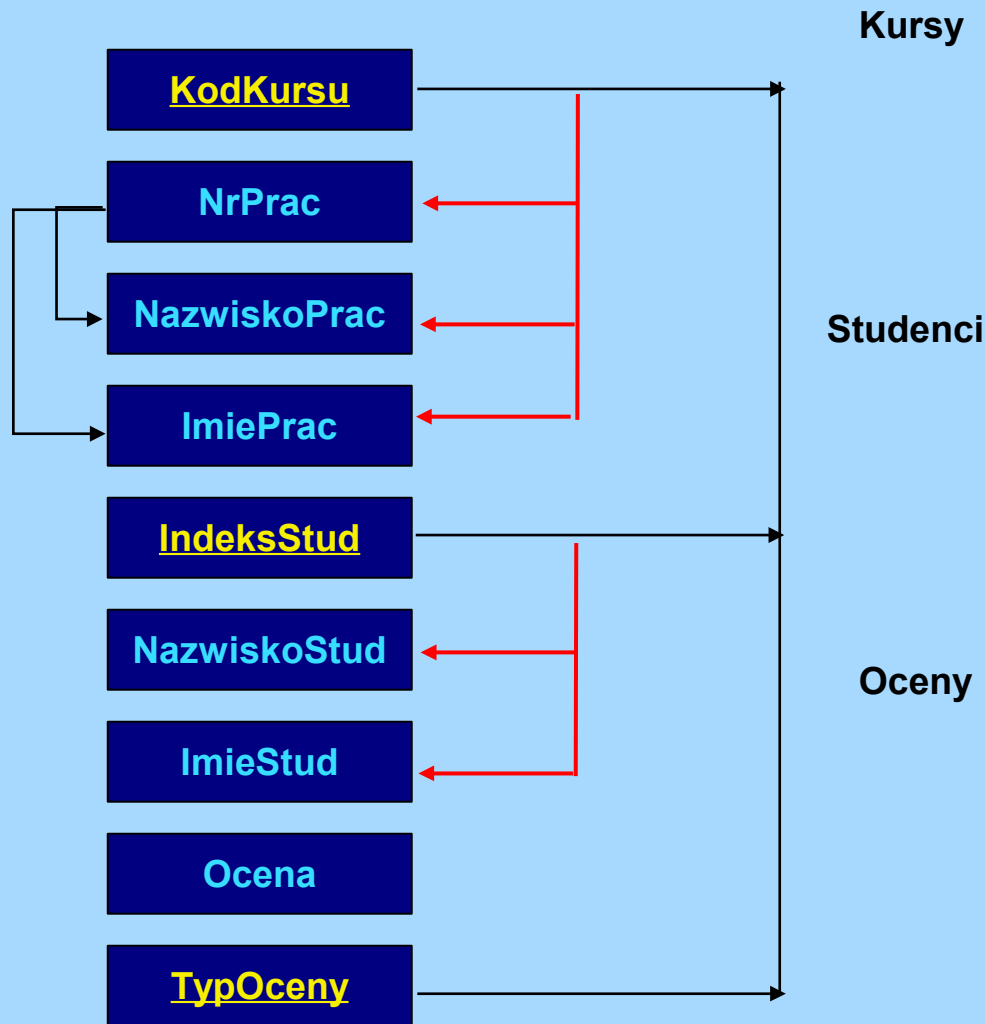 Kursy
KodKursu
NrPrac
NazwiskoPrac
Studenci
ImiePrac
IndeksStud
NazwiskoStud
Oceny
ImieStud
Ocena
TypOceny